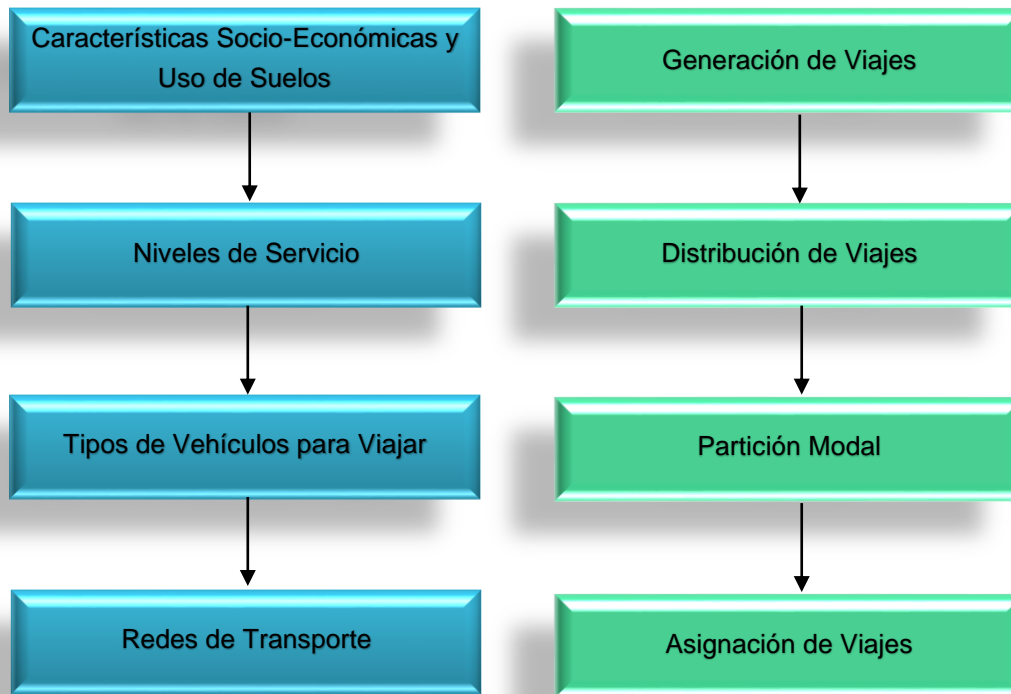 Características Socio-Económicas y
Uso de Suelos
Generación de Viajes
Niveles de Servicio
Distribución de Viajes
Tipos de Vehículos para Viajar
Partición Modal
Redes de Transporte
Asignación de Viajes